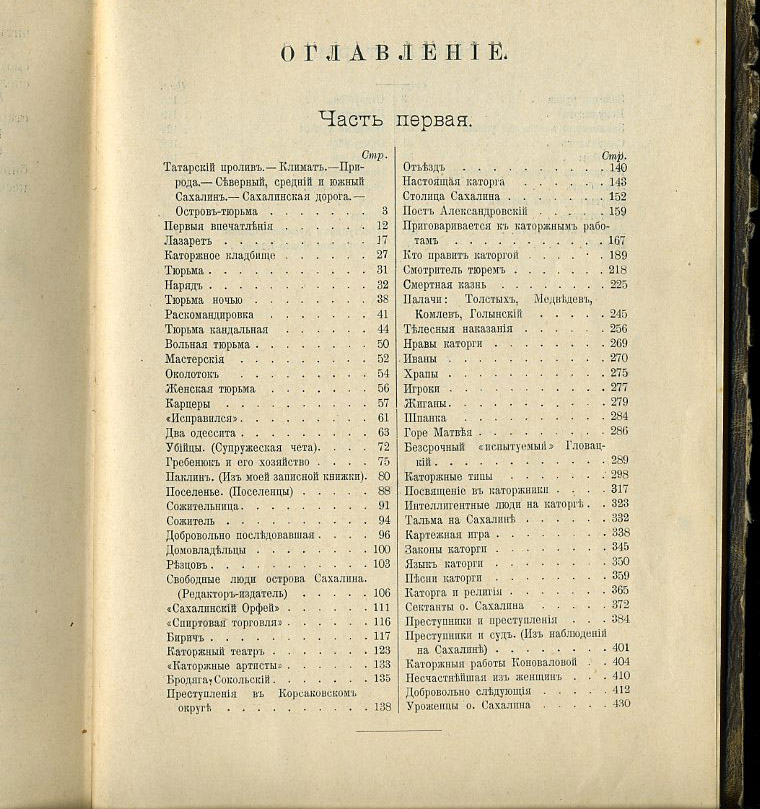 ОГЛАВЛЕНІЕ.
Часть первая.
Стр.
Татарскій проливъ.— Климатъ.—При-
рода.— Сѣверный, средній и южный
Сахалинъ.— Сахалинская дорога.—
Островъ-тюрьма . . . . . . . 3
Первыя впечатлѣнія . . . . . . 12
Лазаретъ . . . . . . . . . 17
Каторжное кладбище . . . . . . 27
Тюрьма . . . . . . . . . . 31
Нарядъ . . . . . . . . . . 32
Тюрьма ночью . . . . . . . 38
Раскомандировка . . . . . . . 41
Тюрьма кандальная . . . . . . 44
Вольная тюрьма . . . . . . . 50
Мастерскія . . . . . . . . 52
Околотокъ . . . . . . . . . 54
Женская тюрьма . . . . . . . 56
Карцеры . . . . . . . . . 57
«Исправился» . . . . . . . . 61
Два одессита . . . . . . . . 63
Убійцы. (Супружеская чета) . . . 72
Гребенюкъ и его хозяйство . . . . 75
Паклинъ. (Изъ моей записной книжки). 80
Поселенье. (Поселенцы) . . . . . 88
Сожительница . . . . . . . . 91
Сожитель . . . . . . . . . 94
Добровольно послѣдовавшая . . . . 96
Домовладѣльцы . . . . . . . 100
Рѣзцовъ . . . . . . . . . . 103
Свободные люди острова Сахалина.
(Редакторъ-издатель) . . . . . 106
«Сахалинскій Орфей» . . . . . . 111
«Спиртовая торговля» . . . . . . 116
Биричъ . . . . . . . . . . 117
Каторжный театръ . . . . . . . 123
«Каторжные артисты» . . . . . . 133
Бродяга Сокольскій . . . . . . . 135
Преступленія въ Корсаковскомъ
округѣ . . . . . . . . . 138
Стр.
Отъѣздъ . . . . . . . . . . 140
Настоящая каторга . . . . . . 143
Столица Сахалина . . . . . . . 152
Постъ Александровскій . . . . . 159
Приговаривается къ каторжнымъ рабо-
тамъ . . . . . . . . . . 167
Кто правитъ каторгой . . . . . 189
Смотритель тюремъ . . . . . . 218
Смертная казнь . . . . . . . 225
Палачи: Толстыхъ, Медвѣдевъ,
Комлевъ, Голынскій . . . . . 245
Тѣлесныя наказанія . . . . . . 256
Нравы каторги . . . . . . . 269
Иваны . . . . . . . . . . 270
Храпы . . . . . . . . . . 275
Игроки . . . . . . . . . . 277
Жиганы . . . . . . . . . . 279
Шпанка . . . . . . . . . . 284
Горе Матвѣя . . . . . . . . 286
Безсрочный «испытуемый» Гловац-
кій . . . . . . . . . . . 289
Каторжные типы . . . . . . . 298
Посвященіе въ каторжники . . . . 317
Интеллигентные люди на каторгѣ . . 323
Тальма на Сахалинѣ . . . . . . 332
Картежная игра . . . . . . . 338
Законы каторги . . . . . . . 345
Языкъ каторги . . . . . . . 350
Пѣсни каторги . . . . . . . 359
Каторга и религія . . . . . . . 365
Сектанты о. Сахалина . . . . . 372
Преступники и преступленія . . . . 384
Преступники и судъ. (Изъ наблюденій
на Сахалинѣ) . . . . . . . 401
Каторжныя работы Коноваловой . . 404
Несчастнѣйшая изъ женщинъ . . . 410
Добровольно слѣдующія . . . . . 412
Уроженцы о. Сахалина . . . . . 430